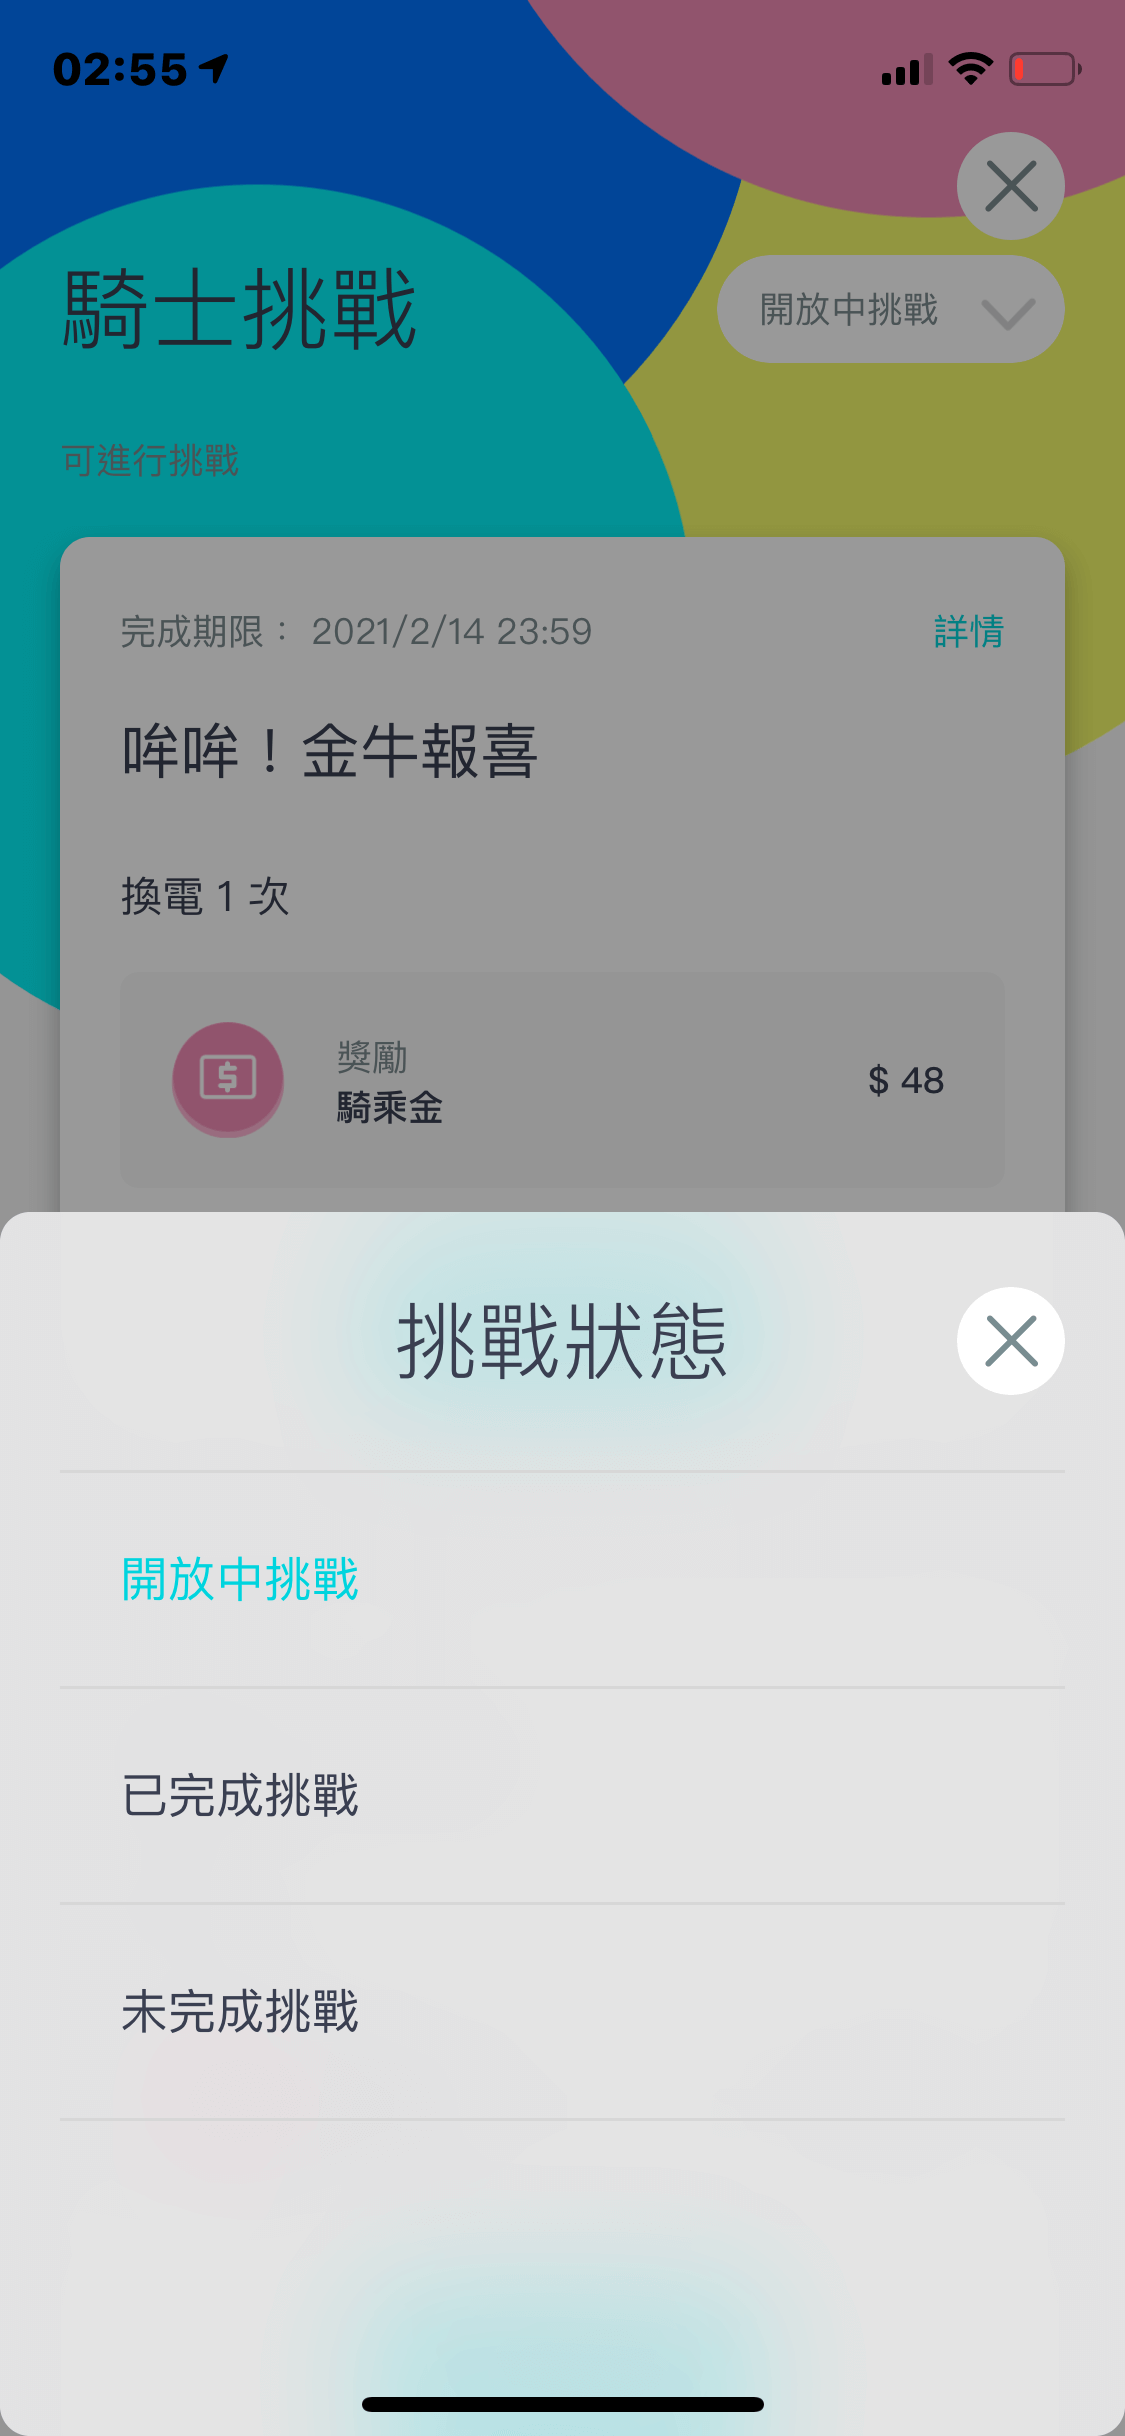 02:55
騎士挑戰
開放中挑戰
可進行挑戰
完成期限： 2021/2/14 23:59
詳情
哞哞！金牛報喜
換電 1 次
獎勵
騎乘金
$ 48
挑戰狀態
開放中挑戰
已完成挑戰
未完成挑戰